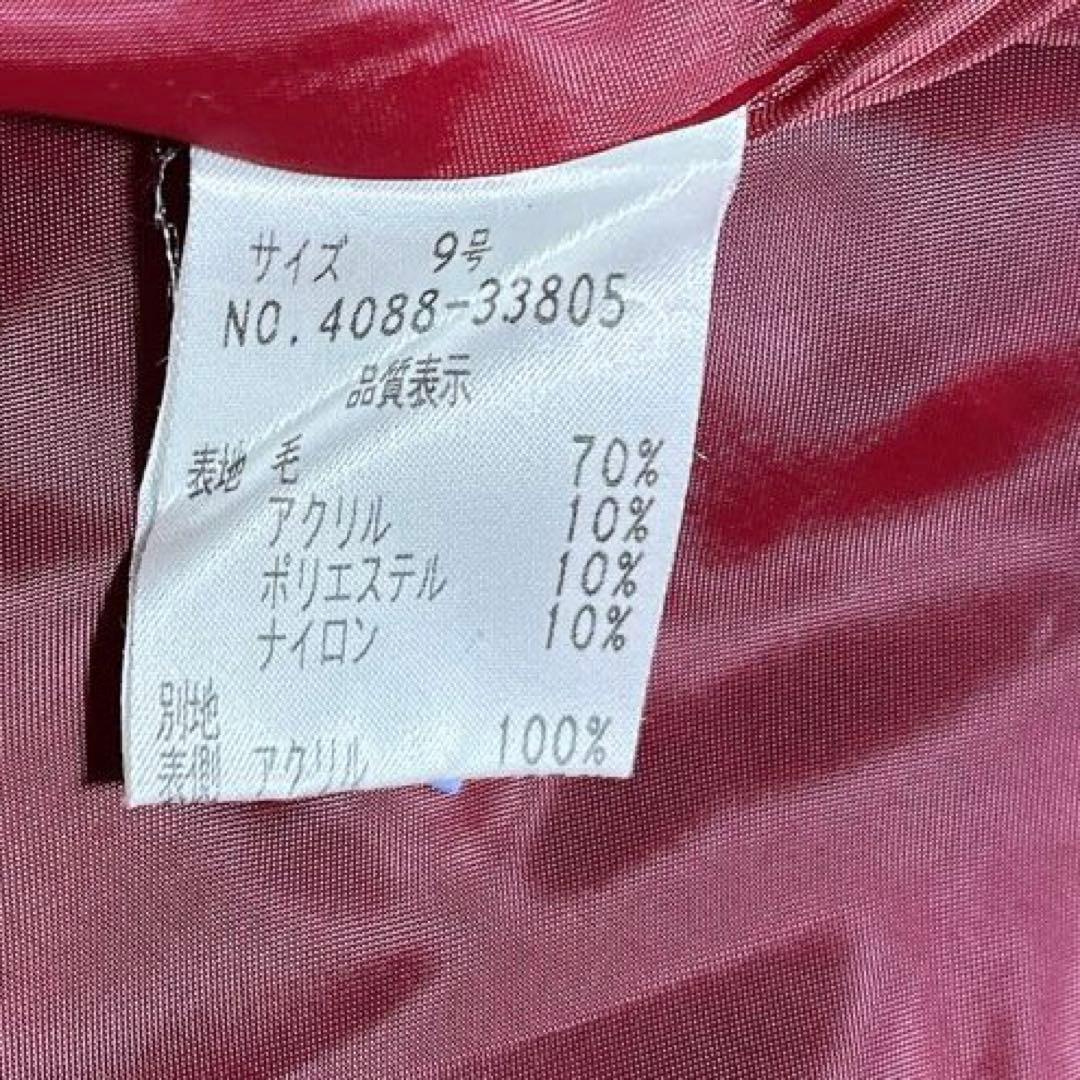 サイズ 9号
NO.4088-33805
品質表示
表地 毛 70%
アクリル 10%
ポリエステル 10%
ナイロン 10%
別地
表側 アクリル 100%